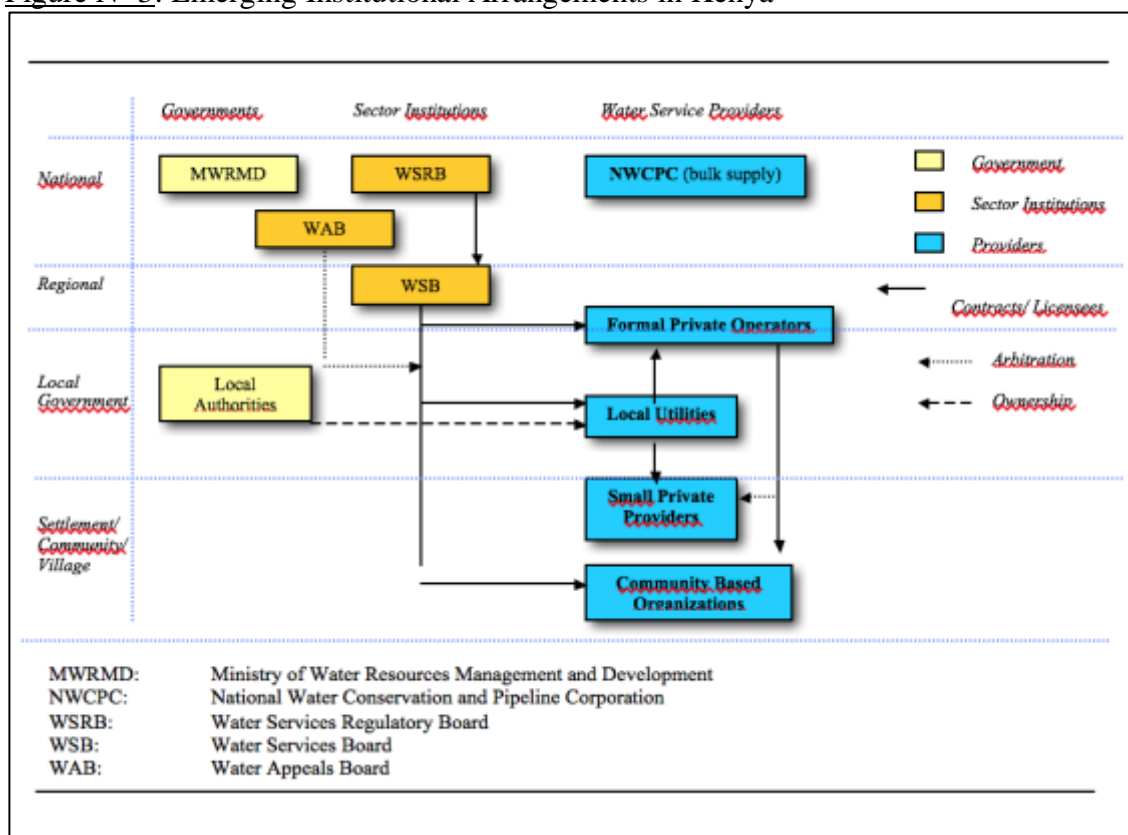 Figure N°3: Emerging Institutional Arrangements in Kenya
Governments Sector Institutions Water Service Providers
National
MWRMD
WSRB
NWCPC (bulk supply)
Government
Sector Institutions
Providers
WAB
Regional
WSB
Formal Private Operators
Contracts/ Licensees
Local
Government
Local
Authorities
Local Utilities
Arbitration
Ownership
Settlement/
Community/
Village
Small Private
Providers
Community Based
Organizations
MWRMD: Ministry of Water Resources Management and Development
NWCPC: National Water Conservation and Pipeline Corporation
WSRB: Water Services Regulatory Board
WSB: Water Services Board
WAB: Water Appeals Board